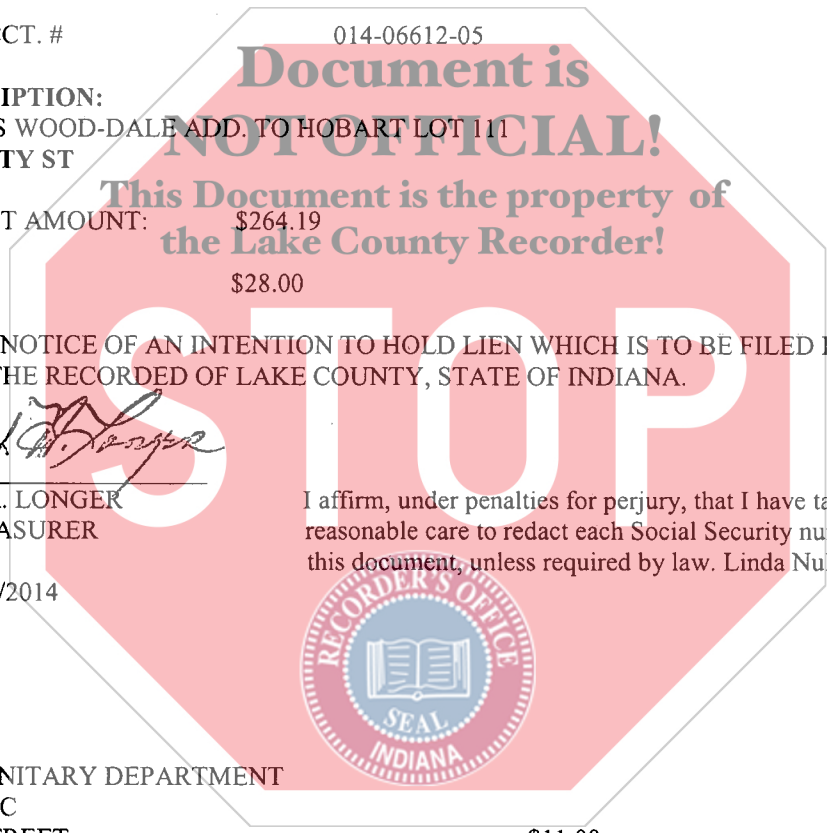 CCT. # 014-06612-05
Document is
IPTION:
S WOOD-DALE ADD. TO HOBART LOT 111
NOT OFFICIAL!
TY ST
This Document is the property of
T AMOUNT: $264.19
the Lake County Recorder!
$28.00
STOP
NOTICE OF AN INTENTION TO HOLD LIEN WHICH IS TO BE FILED
THE RECORDED OF LAKE COUNTY, STATE OF INDIANA.
. LONGER I affirm, under penalties for perjury, that I have ta
ASURER reasonable care to redact each Social Security nu
this document, unless required by law. Linda Nu
/2014
RECORDER'S OFFICE
SEAL
INDIANA
NITARY DEPARTMENT
C
TREET $11.00